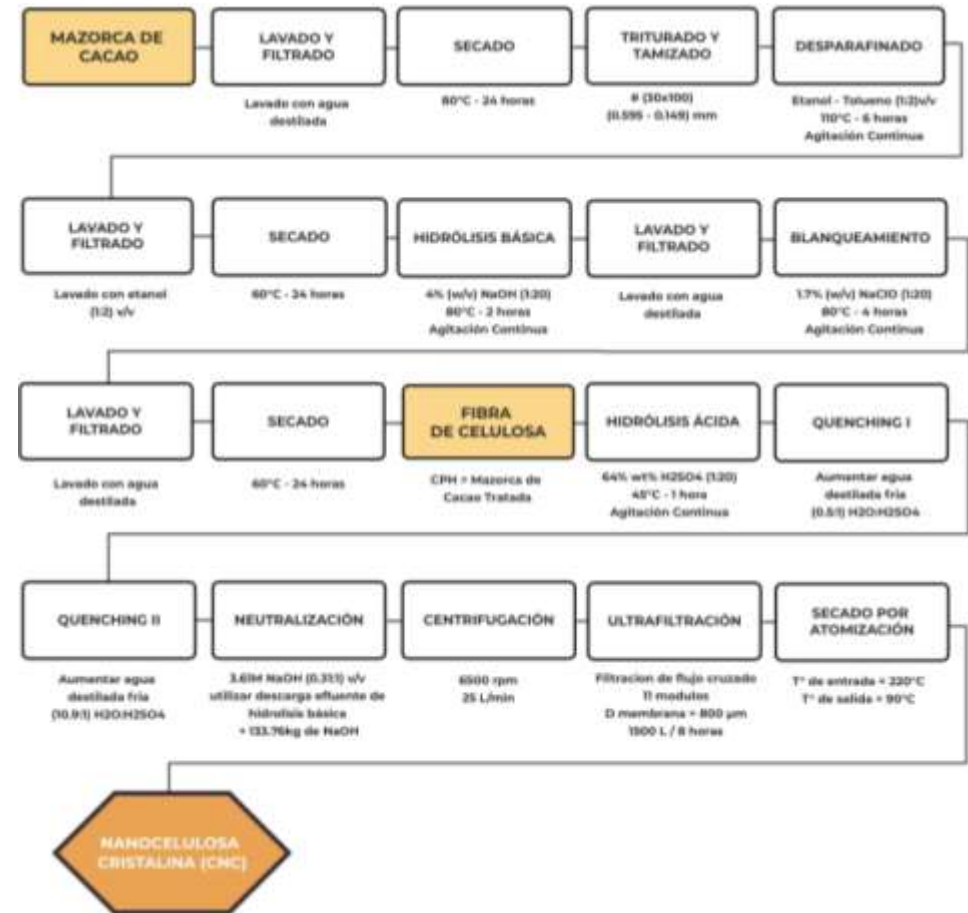 MAZORCA DE
CACAO
LAVADO Y
FILTRADO
Lavado con agua
destilada
SECADO
80°C - 24 horas
TRITURADO Y
TAMIZADO
# (30x100)
(0.595 - 0.149) mm
DESPARAFINADO
Etanol - Tolueno (1:2)v/v
110°C - 6 horas
Agitación Continua
LAVADO Y
FILTRADO
Lavado con etanol
(1:2) v/v
SECADO
60°C - 24 horas
HIDRÓLISIS BÁSICA
4% (w/v) NaOH (1:20)
80°C - 2 horas
Agitación Continua
LAVADO Y
FILTRADO
Lavado con agua
destilada
BLANQUEAMIENTO
1.7% (w/v) NaClO (1:20)
80°C - 4 horas
Agitación Continua
LAVADO Y
FILTRADO
Lavado con agua
destilada
SECADO
60°C - 24 horas
FIBRA
DE CELULOSA
CPH = Mazorca de
Cacao Tratada
HIDRÓLISIS ÁCIDA
64% wt% H2SO4 (1:20)
45°C - 1 hora
Agitación Continua
QUENCHING I
Aumentar agua
destilada fria
(0.5:1) H2O:H2SO4
QUENCHING II
Aumentar agua
destilada fria
(10.9:1) H2O:H2SO4
NEUTRALIZACIÓN
3.61M NaOH (0.31:1) v/v
utilizar descarga efluente de
hidrolisis básica
+ 133.76kg de NaOH
CENTRIFUGACIÓN
6500 rpm
25 L/min
ULTRAFILTRACIÓN
Filtracion de flujo cruzado
11 modulos
D membrana = 800 µm
1500 L / 8 horas
SECADO POR
ATOMIZACIÓN
T° de entrada = 220°C
T° de salida = 90°C
NANOCELULOSA
CRISTALINA (CNC)